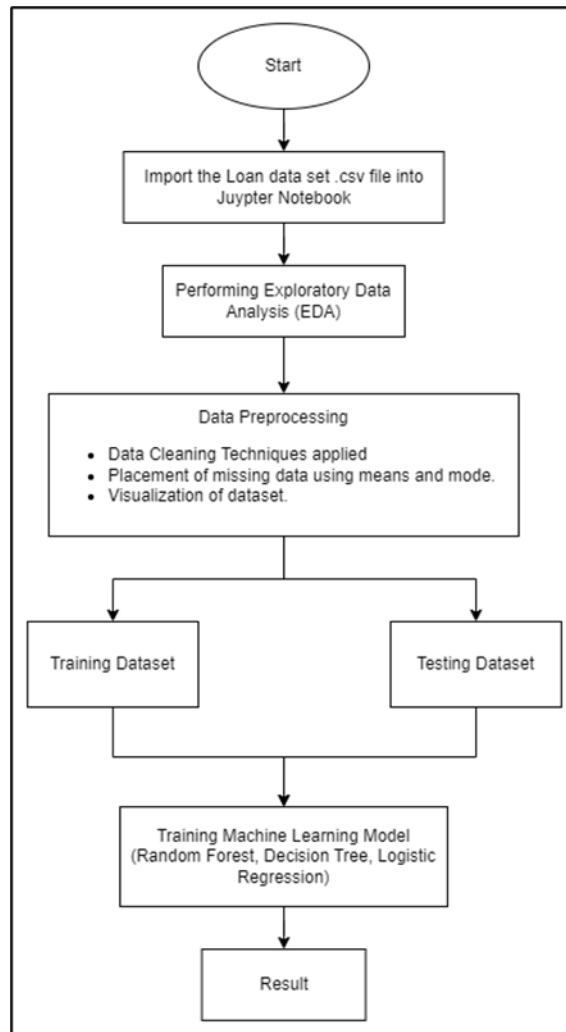 Start
Import the Loan data set .csv file into
Juypter Notebook
Performing Exploratory Data
Analysis (EDA)
Data Preprocessing
• Data Cleaning Techniques applied
• Placement of missing data using means and mode.
• Visualization of dataset.
Training Dataset
Testing Dataset
Training Machine Learning Model
(Random Forest, Decision Tree, Logistic
Regression)
Result